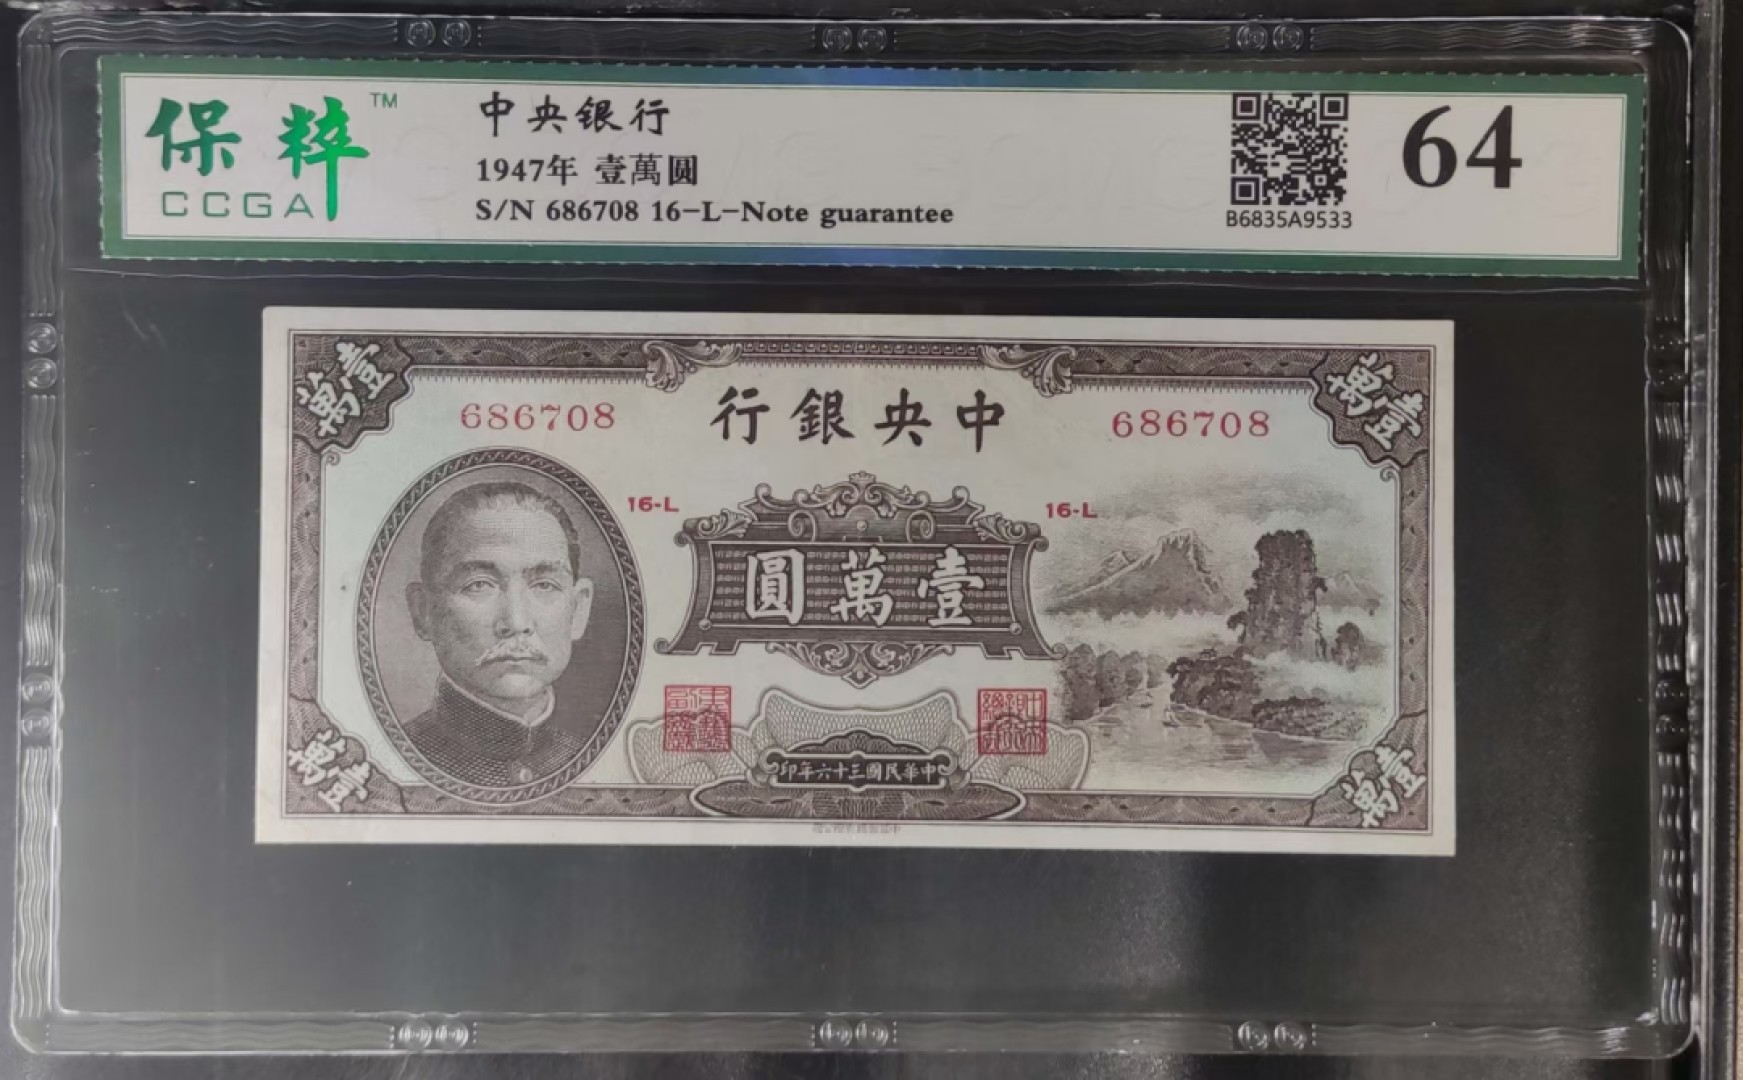 保粹™
CCGA
中央銀行
1947年 壹萬圓
S/N 686708 16-L-Note guarantee
B6835A9533
64
壹萬
壹萬
686708
行銀央中
686708
16-L
16-L
圓萬壹
印年六十三國民華中
壹萬
壹萬